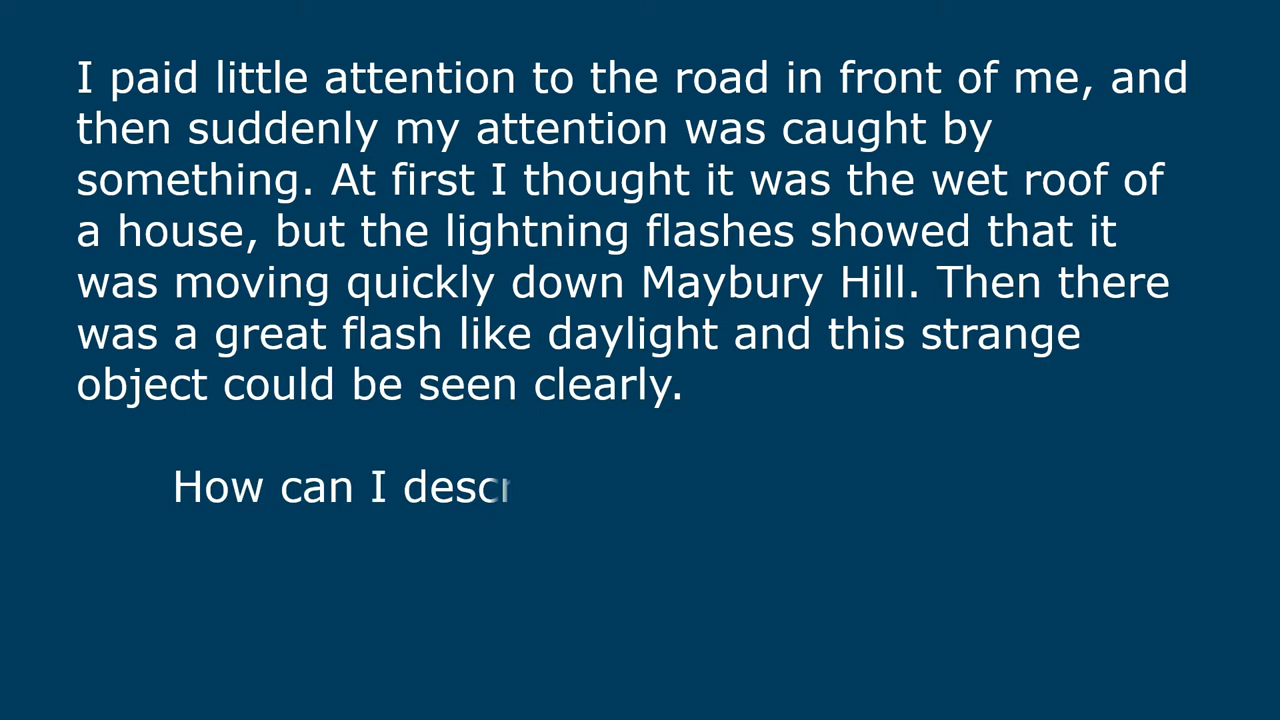 I paid little attention to the road in front of me, and
then suddenly my attention was caught by
something. At first I thought it was the wet roof of
a house, but the lightning flashes showed that it
was moving quickly down Maybury Hill. Then there
was a great flash like daylight and this strange
object could be seen clearly.
How can I descr